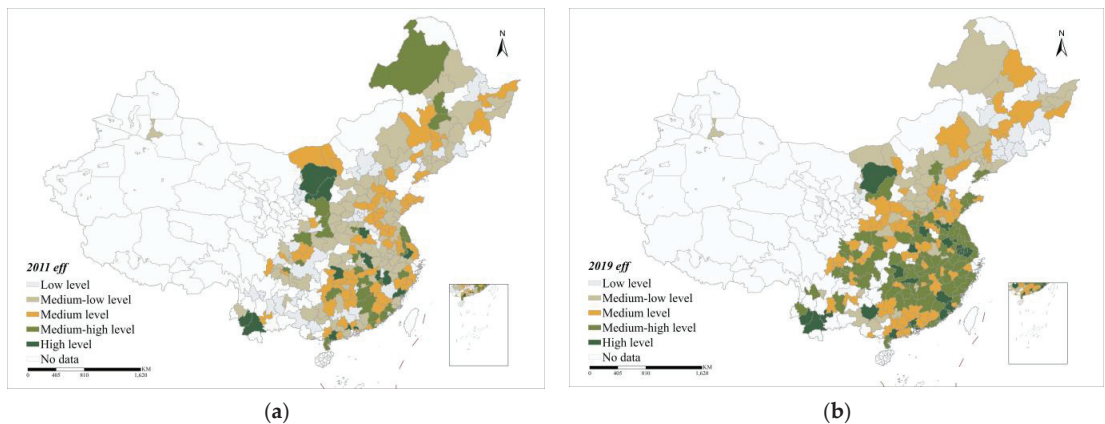 N
2011 eff
Low level
Medium-low level
Medium level
Medium-high level
High level
No data
KM
0 405 810 1,620
(a)
N
2019 eff
Low level
Medium-low level
Medium level
Medium-high level
High level
No data
KM
0 405 810 1,620
(b)